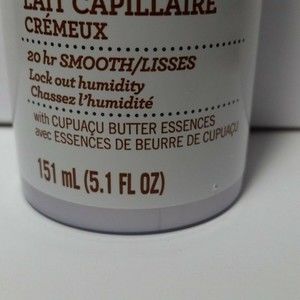 LAIT CAPILLAIRE
CRÉMEUX
20 hr SMOOTH/LISSES
Lock out humidity
Chassez l'humidité
with CUPUAÇU BUTTER ESSENCES
avec ESSENCES DE BEURRE DE CUPUAÇU
151 mL (5.1 FL OZ)